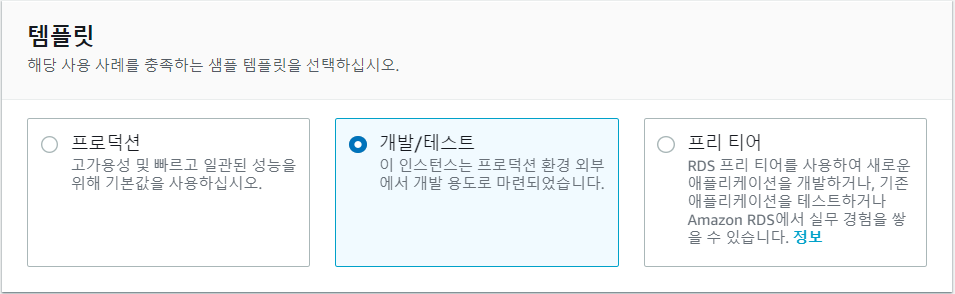 템플릿
해당 사용 사례를 충족하는 샘플 템플릿을 선택하십시오.
프로덕션
고가용성 및 빠르고 일관된 성능을
위해 기본값을 사용하십시오.
개발/테스트
이 인스턴스는 프로덕션 환경 외부
에서 개발 용도로 마련되었습니다.
프리 티어
RDS 프리 티어를 사용하여 새로운
애플리케이션을 개발하거나, 기존
애플리케이션을 테스트하거나
Amazon RDS에서 실무 경험을 쌓
을 수 있습니다. 정보